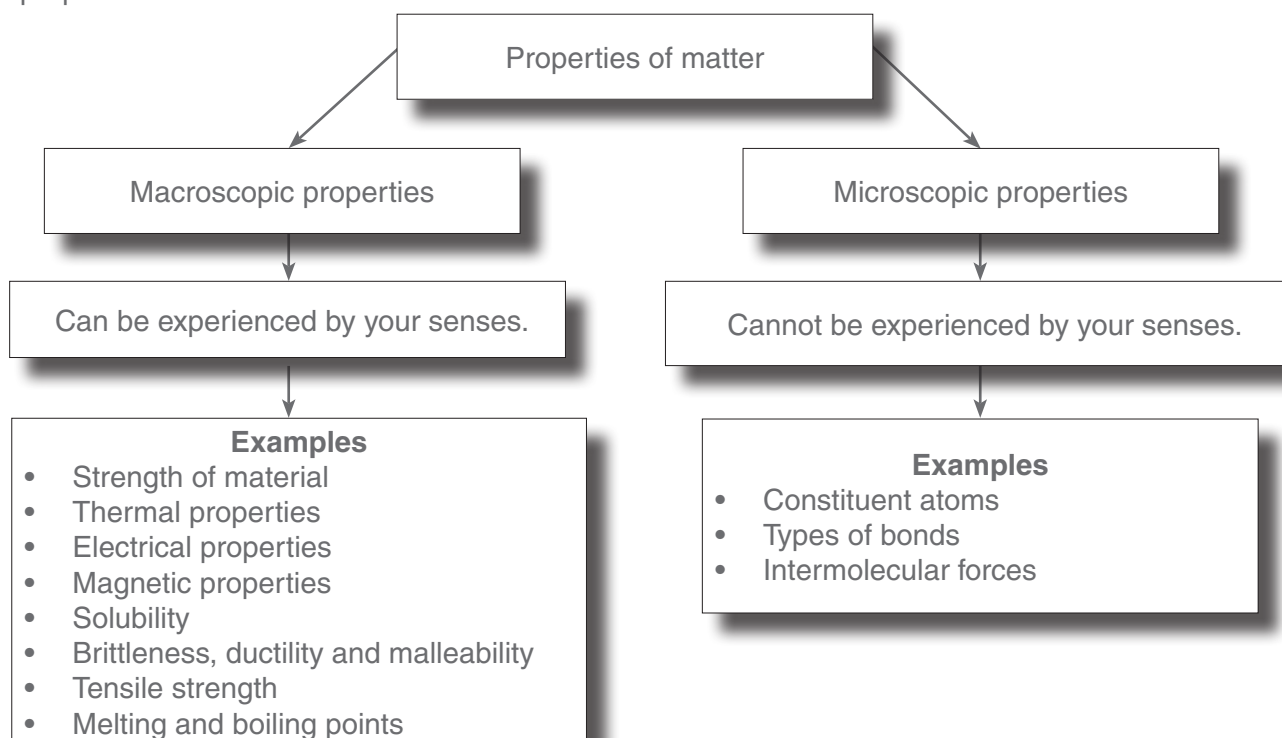 Properties of matter
Macroscopic properties
Microscopic properties
Can be experienced by your senses.
Cannot be experienced by your senses.
Examples
• Strength of material
• Thermal properties
• Electrical properties
• Magnetic properties
• Solubility
• Brittleness, ductility and malleability
• Tensile strength
• Melting and boiling points
Examples
• Constituent atoms
• Types of bonds
• Intermolecular forces